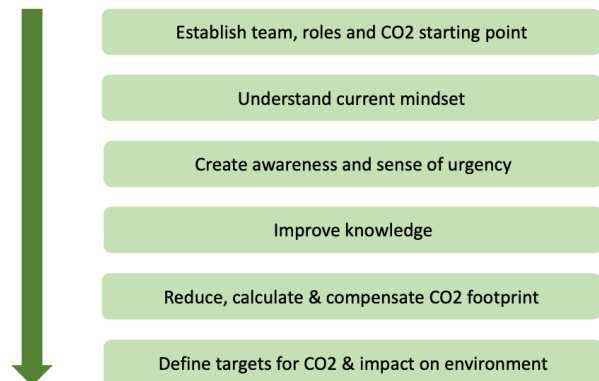 Establish team, roles and CO2 starting point
Understand current mindset
Create awareness and sense of urgency
Improve knowledge
Reduce, calculate & compensate CO2 footprint
Define targets for CO2 & impact on environment